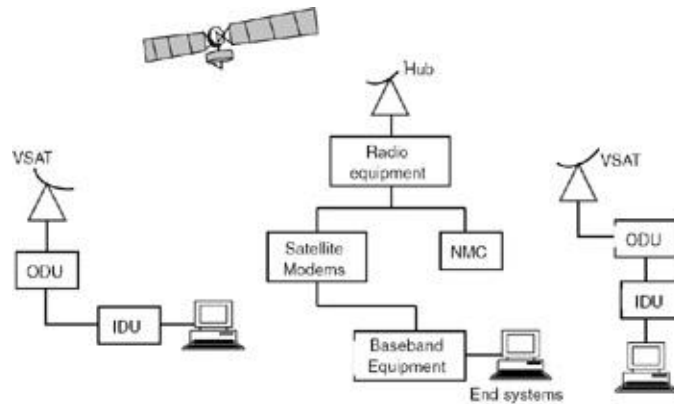 Hub
VSAT
Radio
equipment
VSAT
ODU
Satellite
Modems
NMC
ODU
IDU
Baseband
Equipment
IDU
End systems